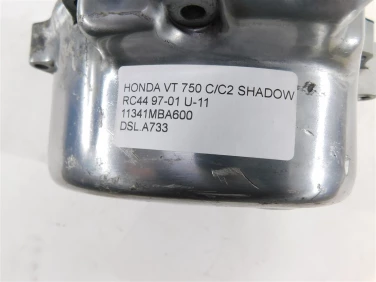 HONDA VT 750 C/C2 SHADOW
RC44 97-01 U-11
11341MBA600
DSL.A733